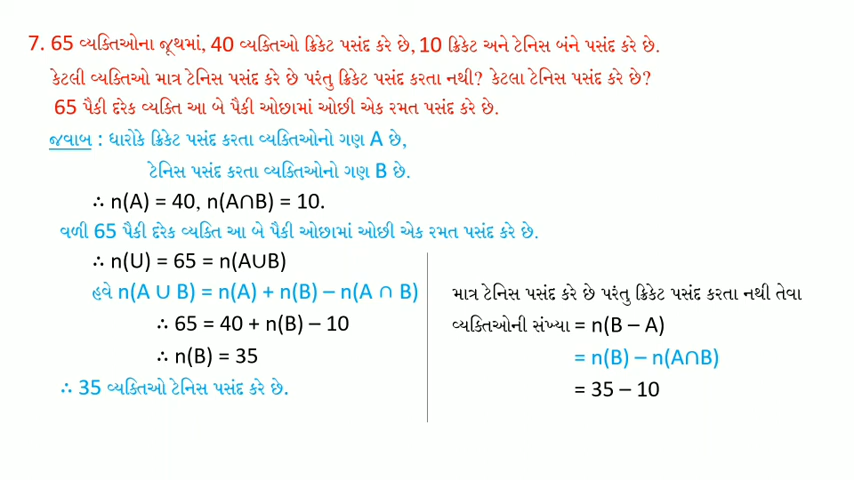 7. 65 વ્યક્તિઓના જૂથમાં, 40 વ્યક્તિઓ ક્રિકેટ પસંદ કરે છે, 10 ક્રિકેટ અને ટેનિસ બંને પસંદ કરે છે.
કેટલી વ્યક્તિઓ માત્ર ટેનિસ પસંદ કરે છે પરંતુ ક્રિકેટ પસંદ કરતા નથી? કેટલા ટેનિસ પસંદ કરે છે?
65 પૈકી દરેક વ્યક્તિ આ બે પૈકી ઓછામાં ઓછી એક રમત પસંદ કરે છે.
જવાબ : ધારોકે ક્રિકેટ પસંદ કરતા વ્યક્તિઓનો ગણ A છે,
ટેનિસ પસંદ કરતા વ્યક્તિઓનો ગણ B છે.
∴ n(A) = 40, n(A∩B) = 10.
વળી 65 પૈકી દરેક વ્યક્તિ આ બે પૈકી ઓછામાં ઓછી એક રમત પસંદ કરે છે.
∴ n(U) = 65 = n(A∪B)
હવે n(A ∪ B) = n(A) + n(B) – n(A ∩ B)
∴ 65 = 40 + n(B) – 10
∴ n(B) = 35
∴ 35 વ્યક્તિઓ ટેનિસ પસંદ કરે છે.
માત્ર ટેનિસ પસંદ કરે છે પરંતુ ક્રિકેટ પસંદ કરતા નથી તેવા
વ્યક્તિઓની સંખ્યા = n(B – A)
= n(B) – n(A∩B)
= 35 – 10